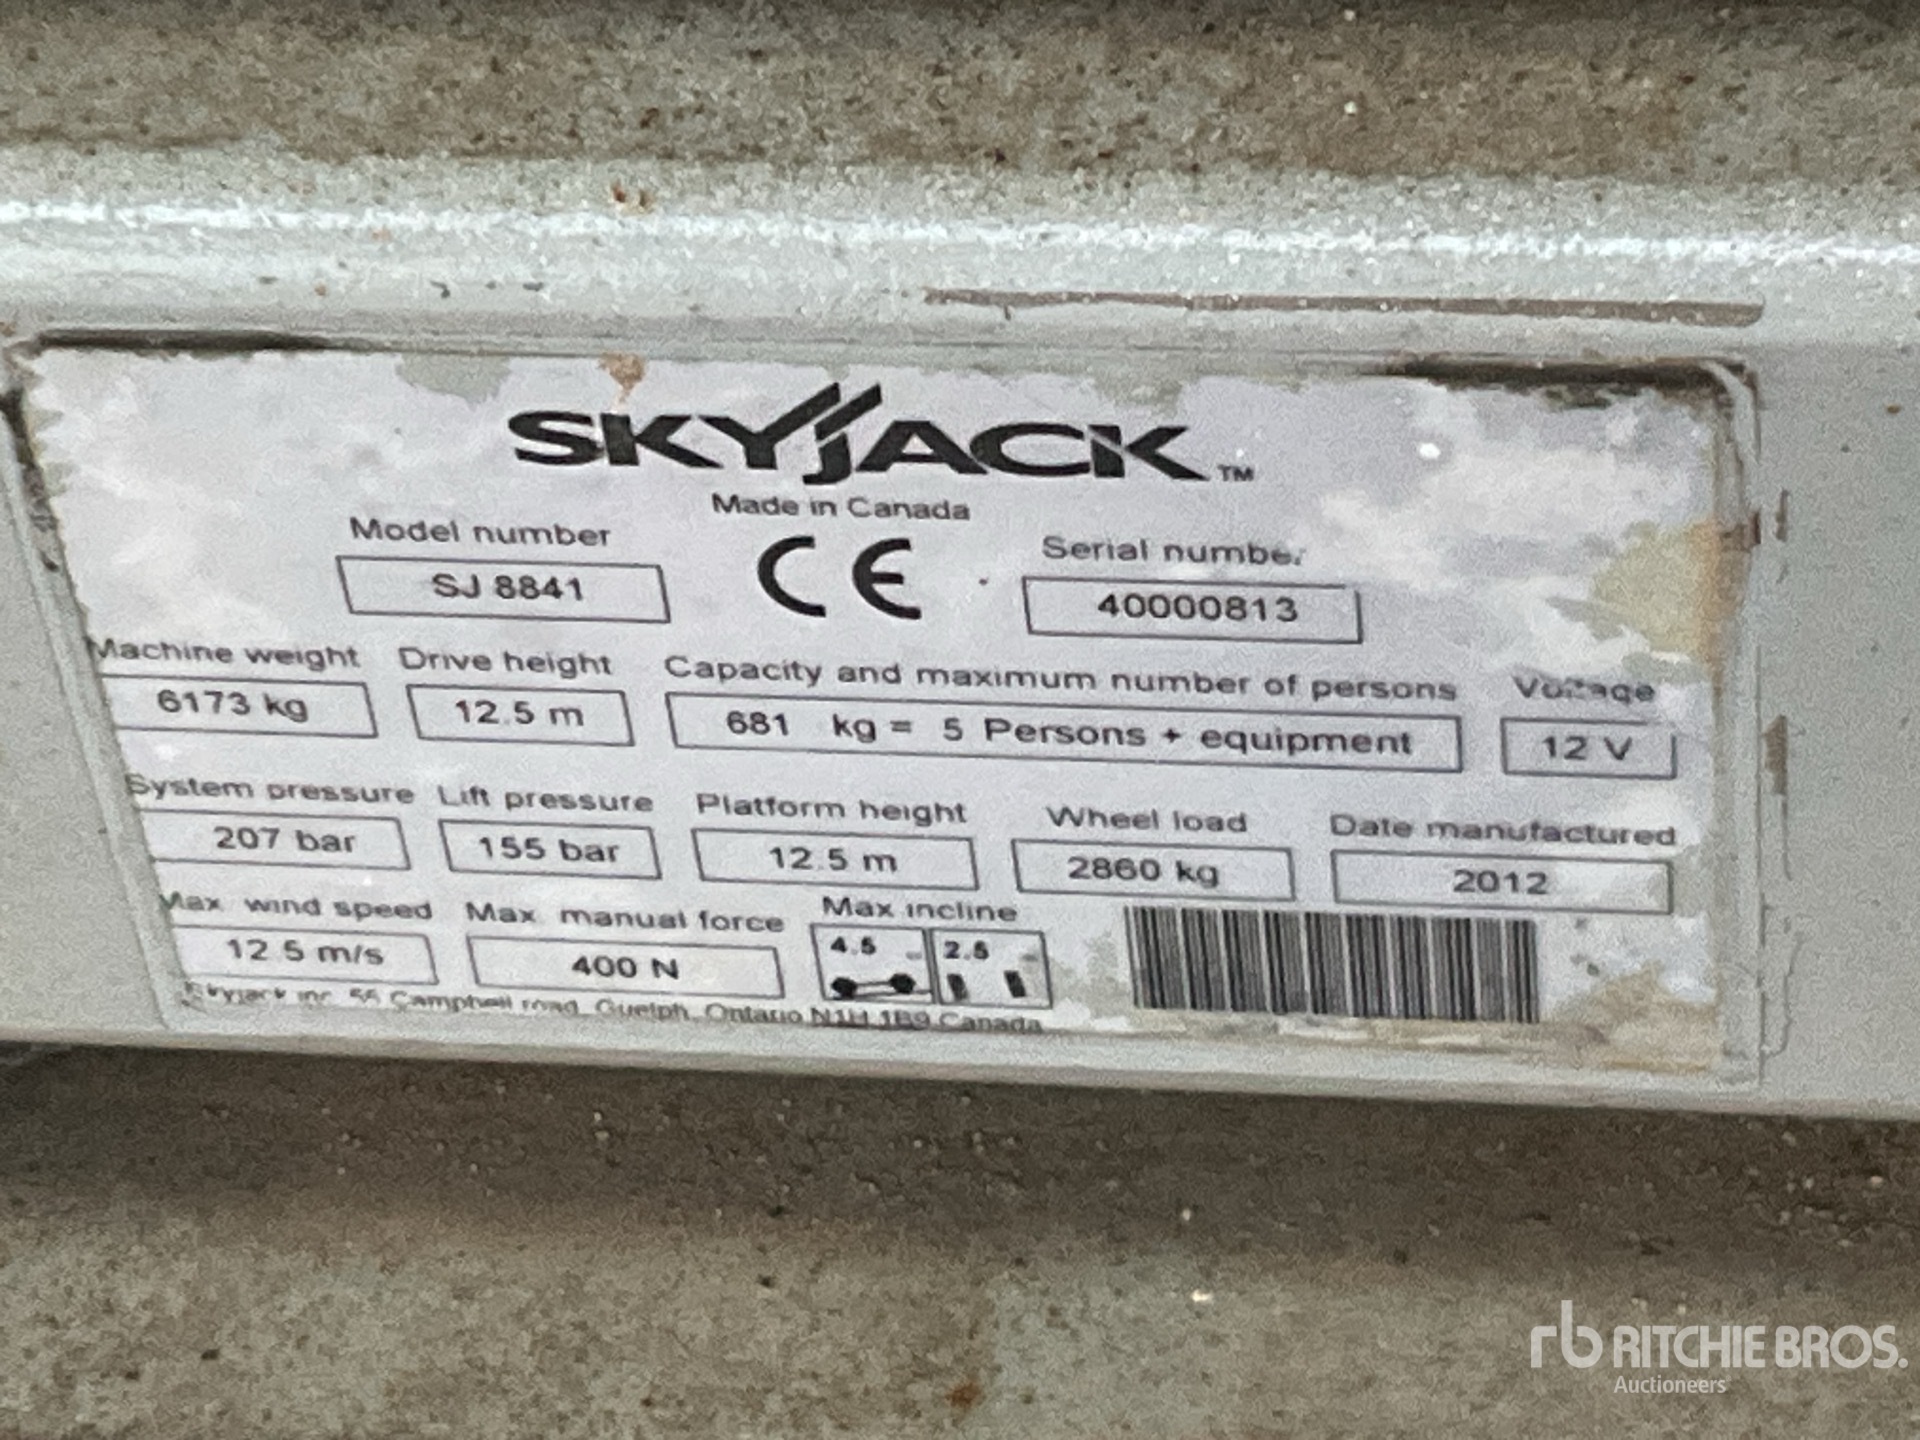 SKYJACK TM
Made in Canada
Model number
SJ 8841
CE
Serial number
40000813
Machine weight Drive height Capacity and maximum number of persons Voltage
6173 kg 12.5 m 681 kg = 5 Persons + equipment 12 V
System pressure Lift pressure Platform height Wheel load Date manufactured
207 bar 155 bar 12.5 m 2860 kg 2012
Max wind speed Max manual force Max incline
12.5 m/s 400 N 4.5 2.5
Skyjack inc. 55 Campbell road, Guelph, Ontario N1H 1B9 Canada
rb RITCHIE BROS.
Auctioneers